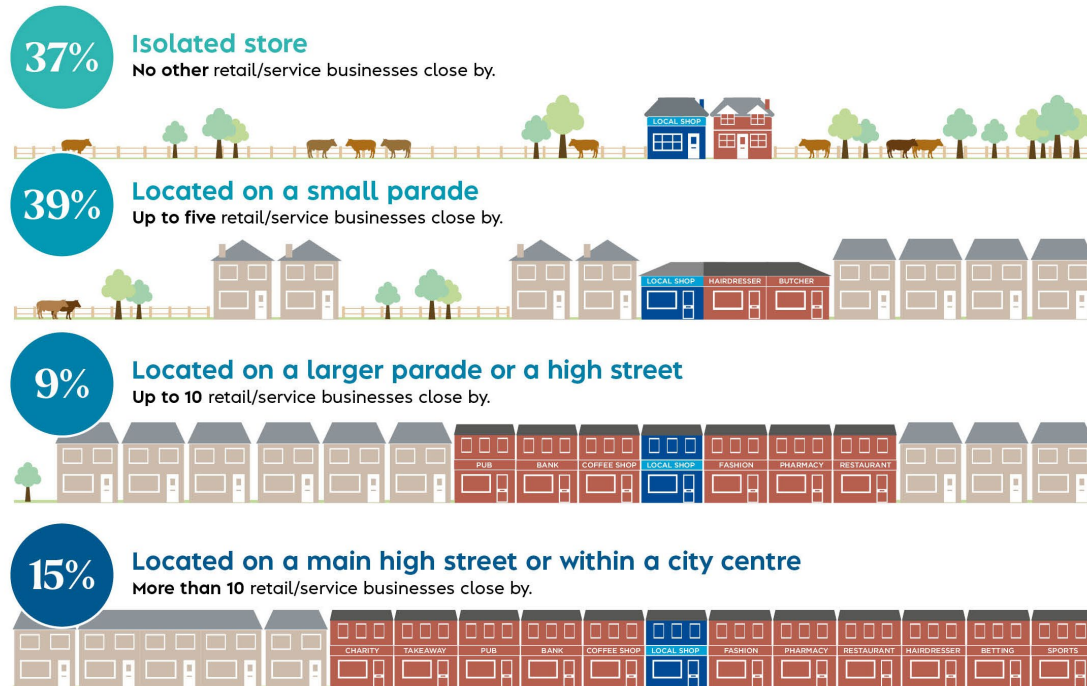 37%
Isolated store
No other retail/service businesses close by.
LOCAL SHOP
39%
Located on a small parade
Up to five retail/service businesses close by.
LOCAL SHOP HAIRDRESSER BUTCHER
9%
Located on a larger parade or a high street
Up to 10 retail/service businesses close by.
PUB BANK COFFEE SHOP LOCAL SHOP FASHION PHARMACY RESTAURANT
15%
Located on a main high street or within a city centre
More than 10 retail/service businesses close by.
CHARITY TAKEAWAY PUB BANK COFFEE SHOP LOCAL SHOP FASHION PHARMACY RESTAURANT HAIRDRESSER BETTING SPORTS